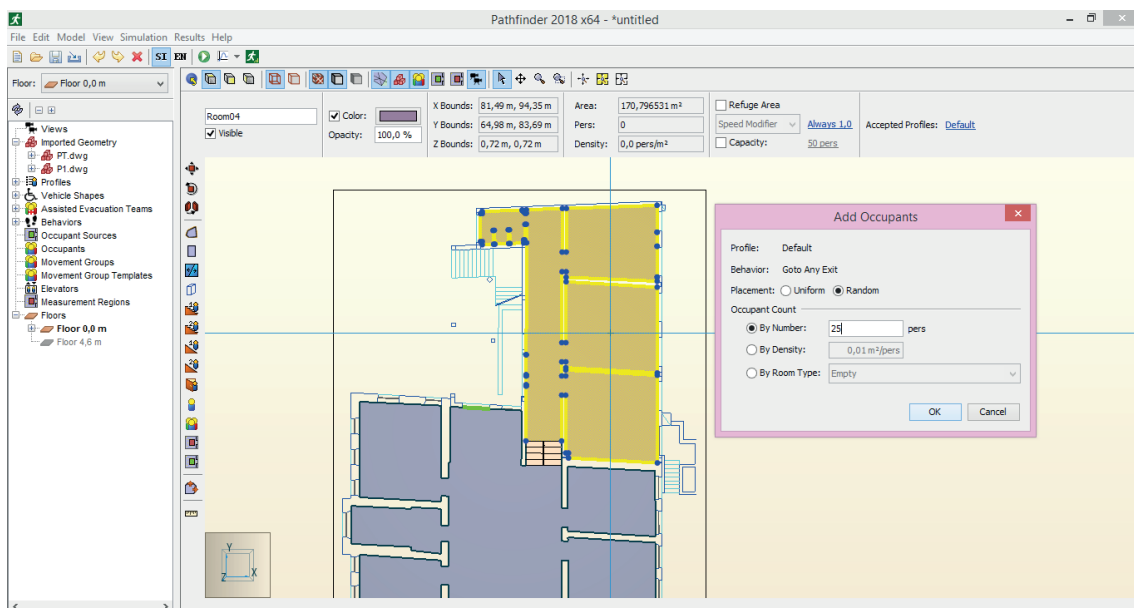 Pathfinder 2018 x64 - *untitled
File Edit Model View Simulation Results Help
SI EN
Floor: Floor 0,0 m
Room04
Visible
Color:
Opacity: 100,0 %
X Bounds: 81,49 m, 94,35 m
Y Bounds: 64,98 m, 83,69 m
Z Bounds: 0,72 m, 0,72 m
Area: 170,796531 m²
Pers: 0
Density: 0,0 pers/m²
Refuge Area
Speed Modifier Always 1,0
Capacity: 50 pers
Accepted Profiles: Default
Views
Imported Geometry
PT.dwg
P1.dwg
Profiles
Vehicle Shapes
Assisted Evacuation Teams
Behaviors
Occupant Sources
Occupants
Movement Groups
Movement Group Templates
Elevators
Measurement Regions
Floors
Floor 0,0 m
Floor 4,6 m
Add Occupants
Profile: Default
Behavior: Goto Any Exit
Placement: Uniform Random
Occupant Count
By Number: 25 pers
By Density: 0,01 m²/pers
By Room Type: Empty
OK Cancel
Y
Z X